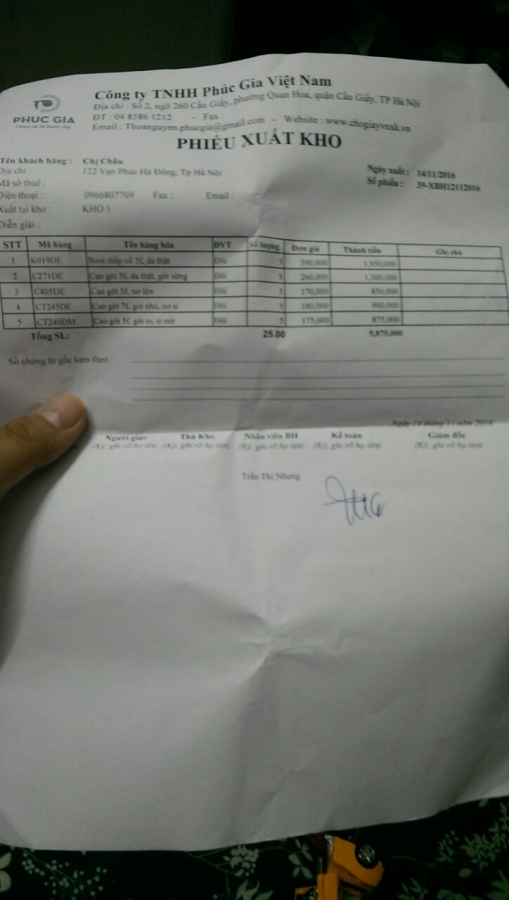 Công ty TNHH Phúc Gia Việt Nam
Địa chỉ : Số 2, ngõ 260 Cầu Giấy, phường Quan Hoa, quận Cầu Giấy, TP Hà Nội
ĐT : 04 8586 1212 - Fax :
Email : Thoanguyen.phucgia@gmail.com - Website : www.chogiayvnxk.vn
PHUC GIA
PHIẾU XUẤT KHO
Tên khách hàng : Chị Châu
Địa chỉ : 122 Vạn Phúc Hà Đông, Tp Hà Nội
Mã số thuế :
Điện thoại : 0966807709 Fax : Email :
Xuất tại kho : KHO 1
Diễn giải :
Ngày xuất : 14/11/2016
Số phiếu : 39-XBH12112016
STT Mã hàng Tên hàng hóa ĐVT Số lượng Đơn giá Thành tiền Ghi chú
1 K019DE Boot thấp cổ 5f, da thật Đôi 5 390,000 1,950,000
2 C271DE Cao gót 5f, da thật, gót sừng Đôi 5 260,000 1,300,000
3 C405DE Cao gót 5f, nơ lộn Đôi 5 170,000 850,000
4 CT245DE Cao gót 7f, gót nhỏ, nơ si Đôi 5 180,000 900,000
5 CT249DM Cao gót 5f, gót to, si mờ Đôi 5 175,000 875,000
Tổng SL: 25.00 5,875,000
Số chứng từ gốc kèm theo :
Ngày 14 tháng 11 năm 2016
Người giao Thủ Kho Nhân viên BH Kế toán Giám đốc
(Ký, ghi rõ họ tên) (Ký, ghi rõ họ tên) (Ký, ghi rõ họ tên) (Ký, ghi rõ họ tên) (Ký, ghi rõ họ tên)
Trần Thị Nhung